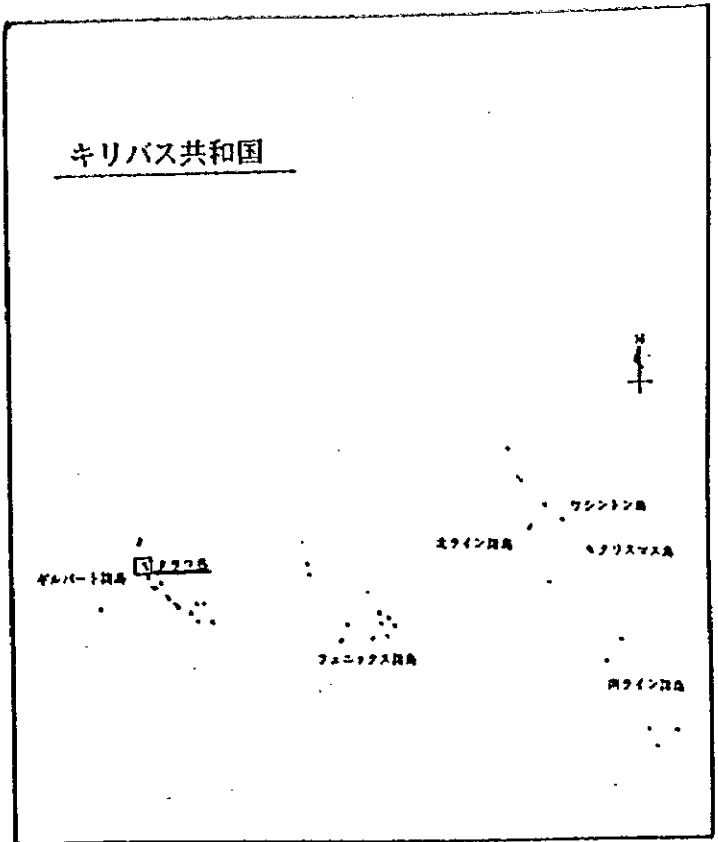 キリバス共和国
N
ワシントン島
北ライン諸島
クリスマス島
タラワ島
ギルバート諸島
フェニックス諸島
南ライン諸島